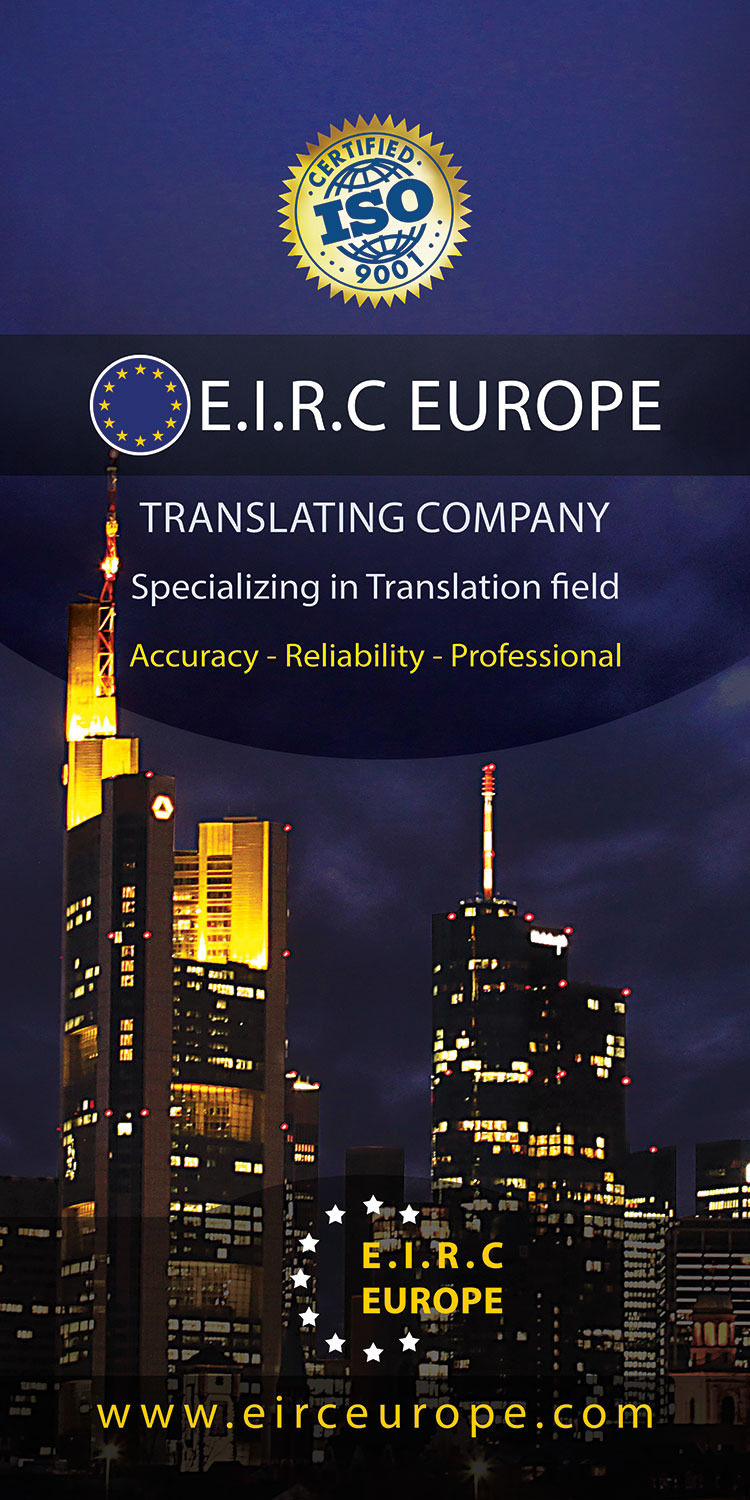 CERTIFIED
ISO
9001
E.I.R.C EUROPE
TRANSLATING COMPANY
Specializing in Translation field
Accuracy - Reliability - Professional
E.I.R.C
EUROPE
www.eirceurope.com